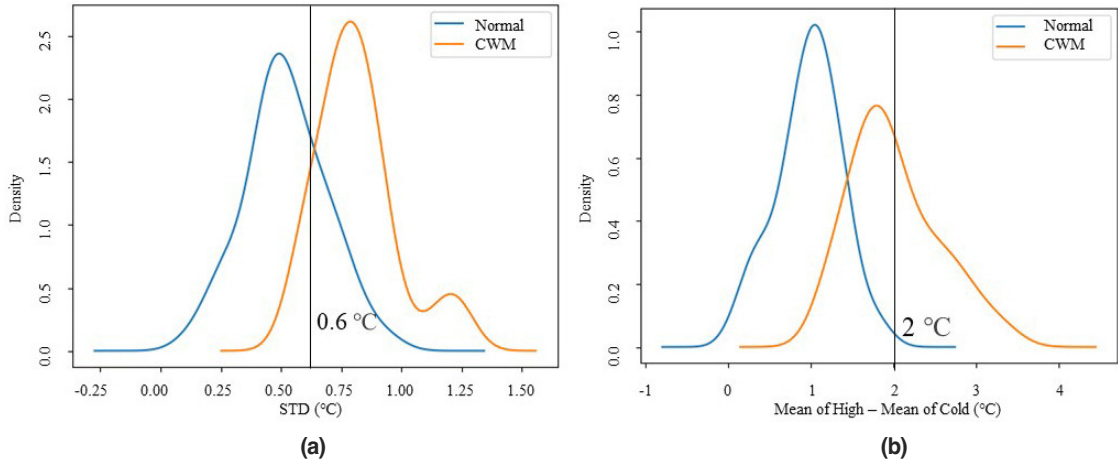 Normal
CWM
Density
2.5
2.0
1.5
1.0
0.5
0.0
0.6 °C
-0.25
0.00
0.25
0.50
0.75
1.00
1.25
1.50
STD (°C)
(a)
Normal
CWM
Density
1.0
0.8
0.6
0.4
0.2
0.0
2 °C
-1
0
1
2
3
4
Mean of High – Mean of Cold (°C)
(b)